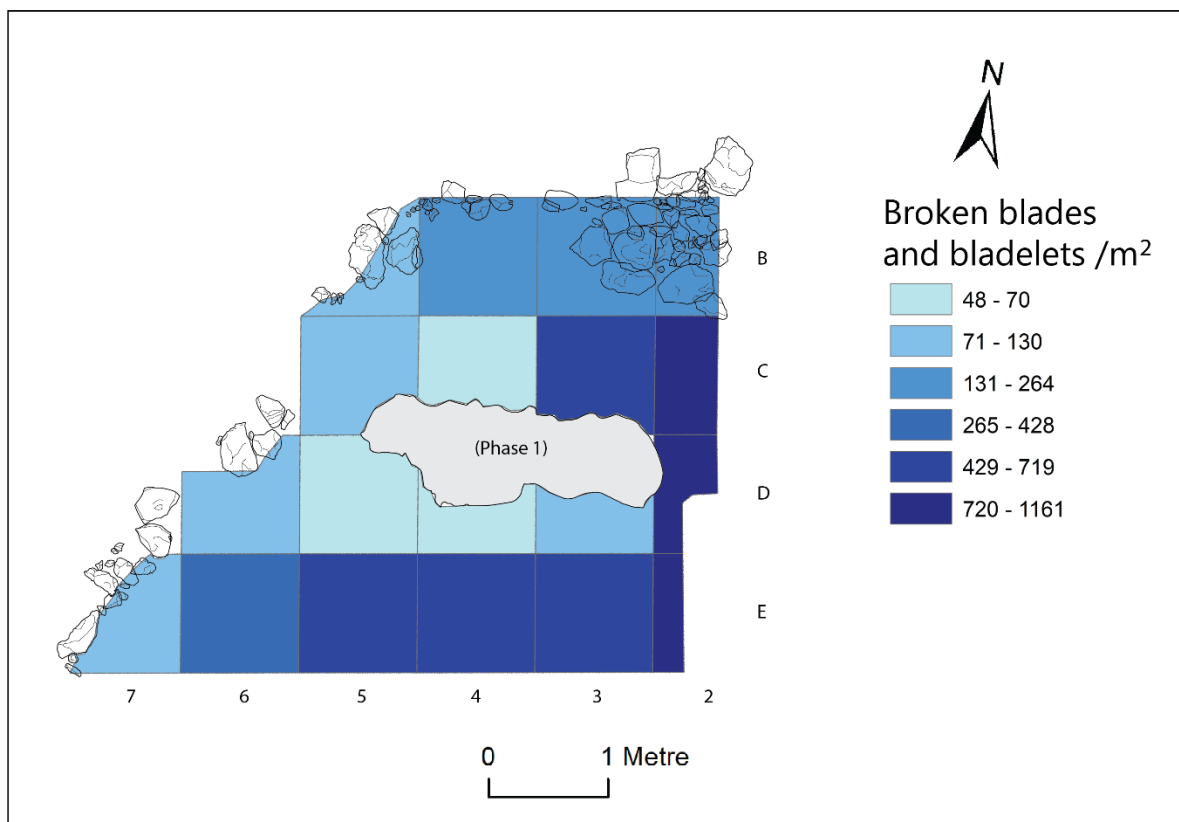 N
Broken blades
and bladelets /m²
48 - 70
71 - 130
131 - 264
265 - 428
429 - 719
720 - 1161
B
C
(Phase 1)
D
E
7 6 5 4 3 2
0 1 Metre